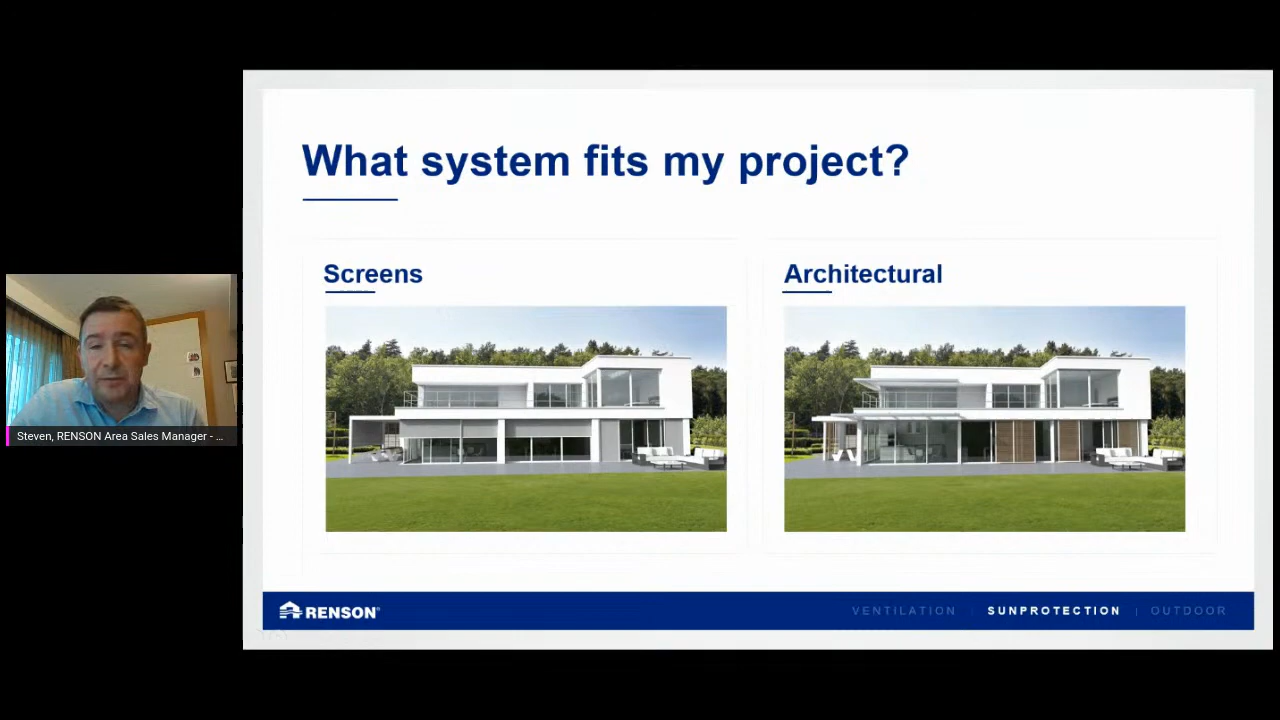 What system fits my project?
Screens
Architectural
Steven, RENSON Area Sales Manager - ...
RENSON®
VENTILATION | SUNPROTECTION | OUTDOOR